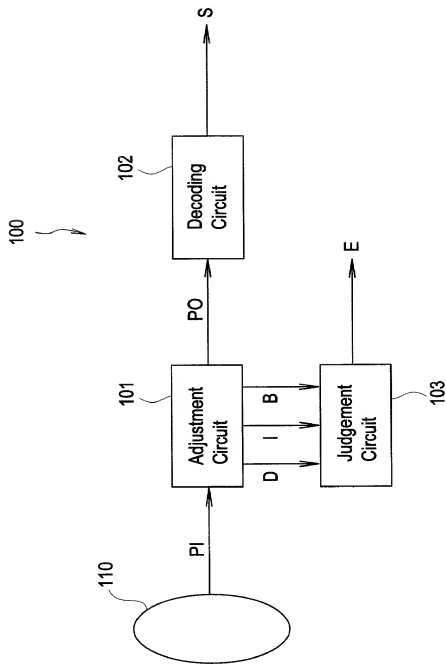 100
102
Decoding
Circuit
S
PO
101
Adjustment
Circuit
E
B
I
D
103
Judgement
Circuit
PI
110